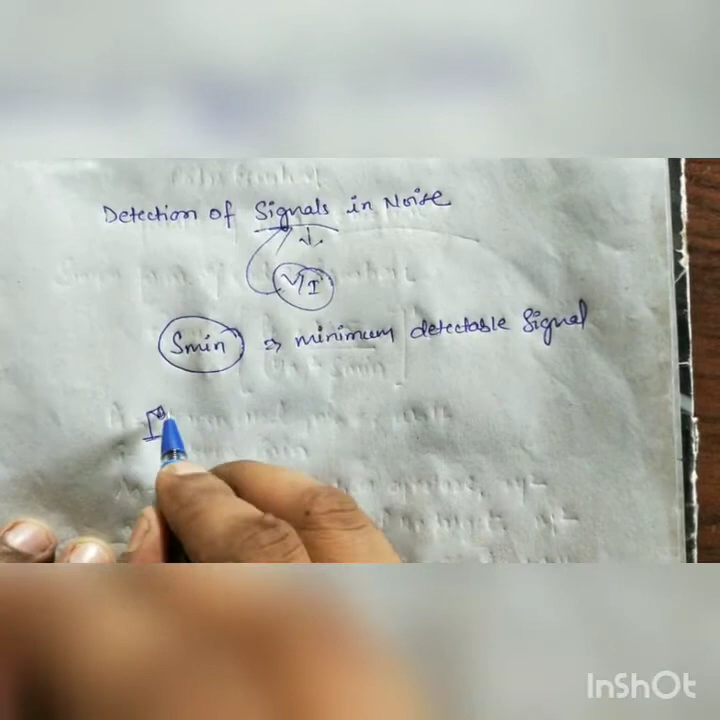 Detection of Signals in Noise
V/I
Smin ⇒ minimum detectable Signal
InShOt